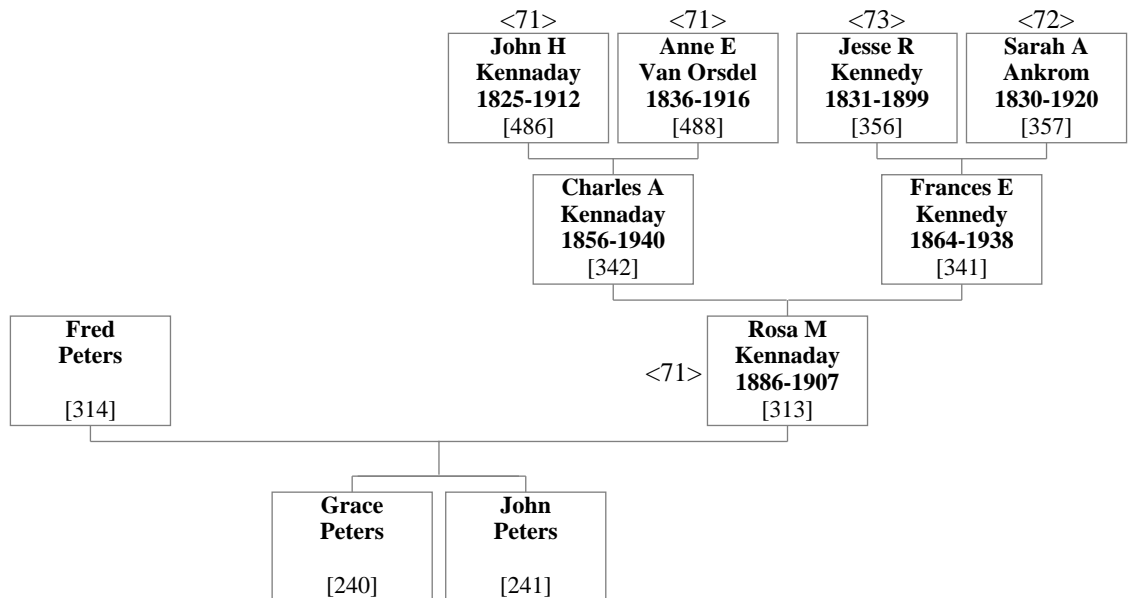 <71>
<71>
<73>
<72>
John H
Kennaday
1825-1912
[486]
Anne E
Van Orsdel
1836-1916
[488]
Jesse R
Kennedy
1831-1899
[356]
Sarah A
Ankrom
1830-1920
[357]
Charles A
Kennaday
1856-1940
[342]
Frances E
Kennedy
1864-1938
[341]
Fred
Peters
[314]
<71>
Rosa M
Kennaday
1886-1907
[313]
Grace
Peters
[240]
John
Peters
[241]